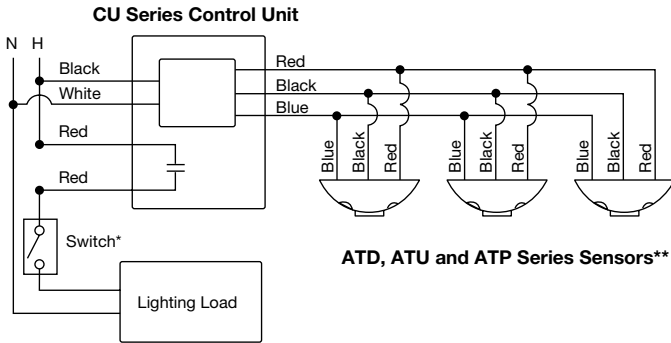 CU Series Control Unit
N H
Black
White
Red
Red
Red
Black
Blue
Blue
Black
Red
Blue
Black
Red
Blue
Black
Red
Switch*
Lighting Load
ATD, ATU and ATP Series Sensors**